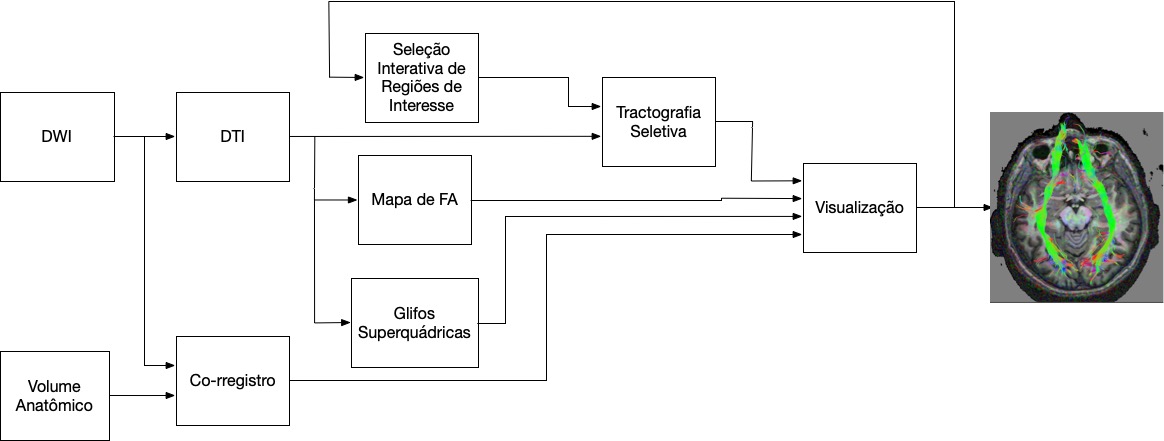 Seleção
Interativa de
Regiões de
Interesse
Tractografia
Seletiva
DWI
DTI
Mapa de FA
Visualização
Glifos
Superquádricas
Volume
Anatômico
Co-rregistro